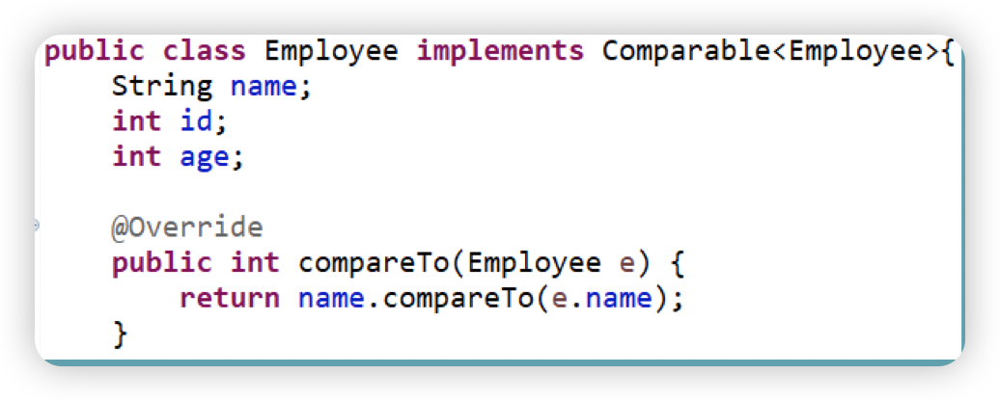 public class Employee implements Comparable<Employee>{
    String name;
    int id;
    int age;

    @Override
    public int compareTo(Employee e) {
        return name.compareTo(e.name);
    }